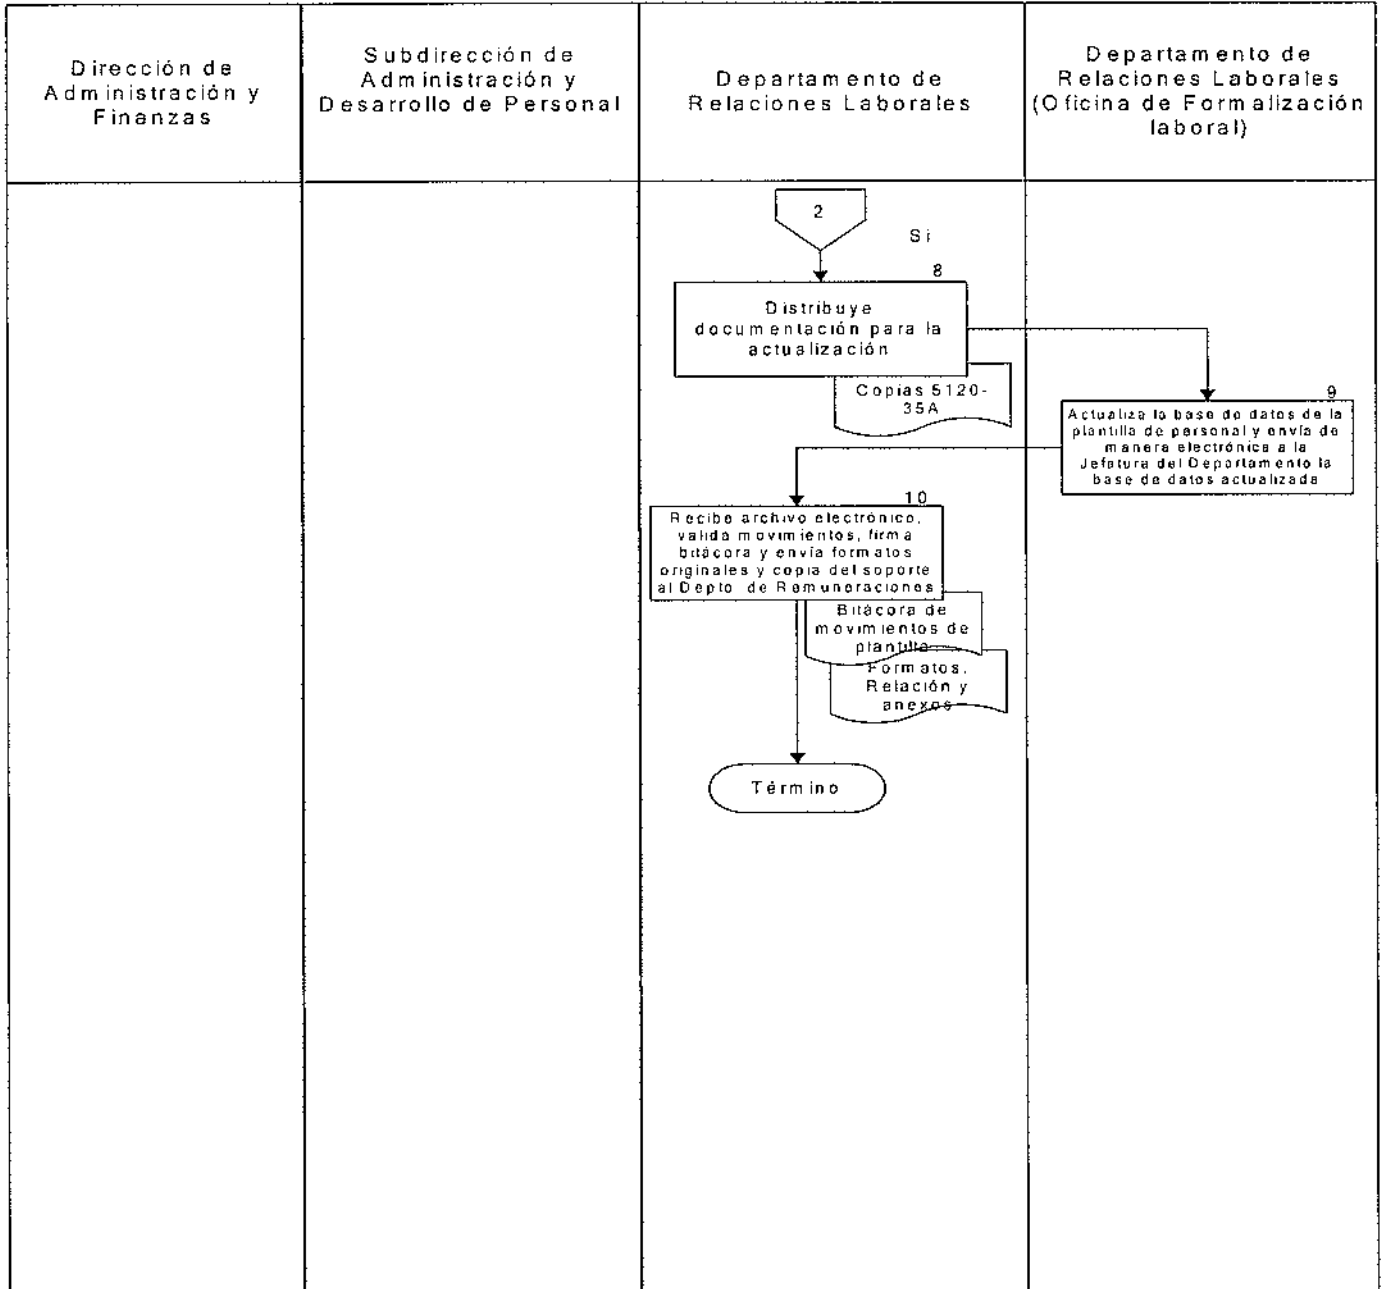 Dirección de
Administración y
Finanzas
Subdirección de
Administración y
Desarrollo de Personal
Departamento de
Relaciones Laborales
Departamento de
Relaciones Laborales
(Oficina de Formalización
laboral)
2
Si
8
Distribuye
documentación para la
actualización
Copias 5120-
35A
9
Actualiza la base de datos de la
plantilla de personal y envía de
manera electrónica a la
Jefatura del Departamento la
base de datos actualizada
10
Recibe archivo electrónico,
valida movimientos, firma
bitácora y envía formatos
originales y copia del soporte
al Depto. de Remuneraciones
Bitácora de
movimientos de
plantilla
Formatos,
Relación y
anexos
Término